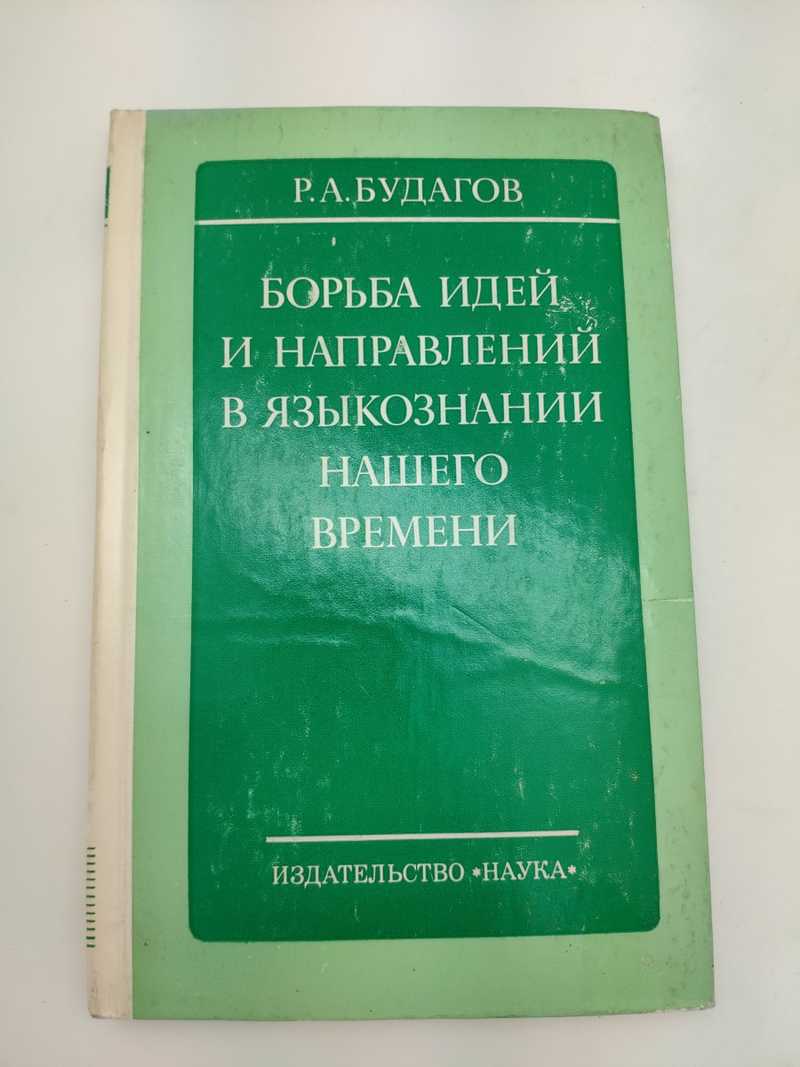 Р.А.БУДАГОВ
БОРЬБА ИДЕЙ
И НАПРАВЛЕНИЙ
В ЯЗЫКОЗНАНИИ
НАШЕГО
ВРЕМЕНИ
ИЗДАТЕЛЬСТВО *НАУКА*